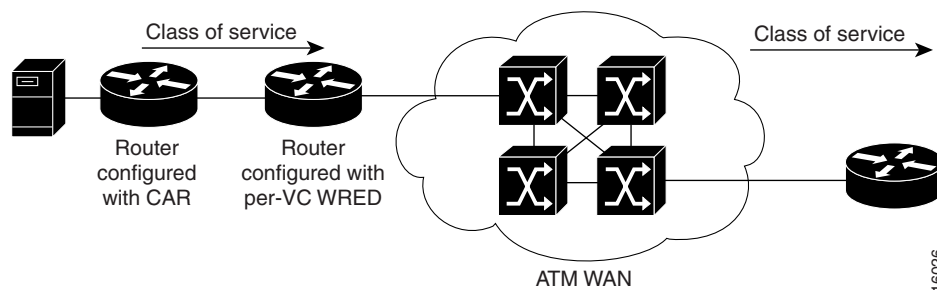 Class of service
Class of service
Router
configured
with CAR
Router
configured with
per-VC WRED
ATM WAN